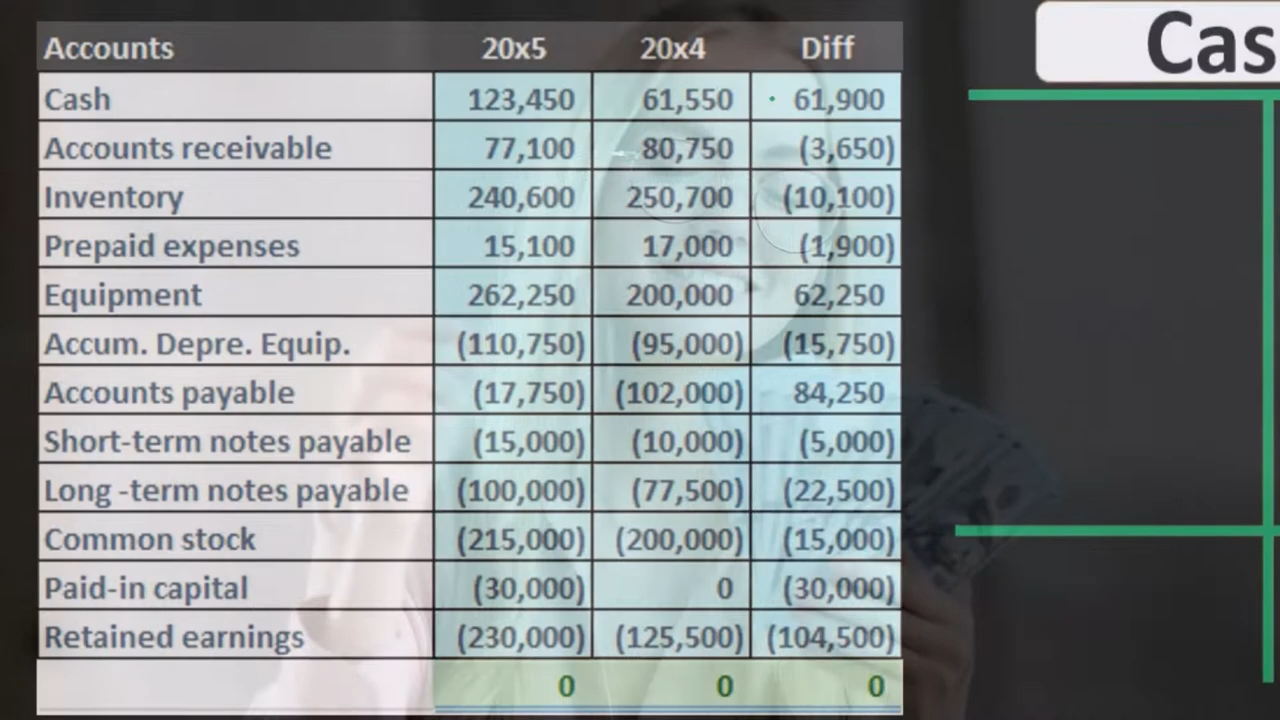 Accounts 20x5 20x4 Diff
Cash 123,450 61,550 61,900
Accounts receivable 77,100 80,750 (3,650)
Inventory 240,600 250,700 (10,100)
Prepaid expenses 15,100 17,000 (1,900)
Equipment 262,250 200,000 62,250
Accum. Depre. Equip. (110,750) (95,000) (15,750)
Accounts payable (17,750) (102,000) 84,250
Short-term notes payable (15,000) (10,000) (5,000)
Long -term notes payable (100,000) (77,500) (22,500)
Common stock (215,000) (200,000) (15,000)
Paid-in capital (30,000) 0 (30,000)
Retained earnings (230,000) (125,500) (104,500)
0 0 0
Cas